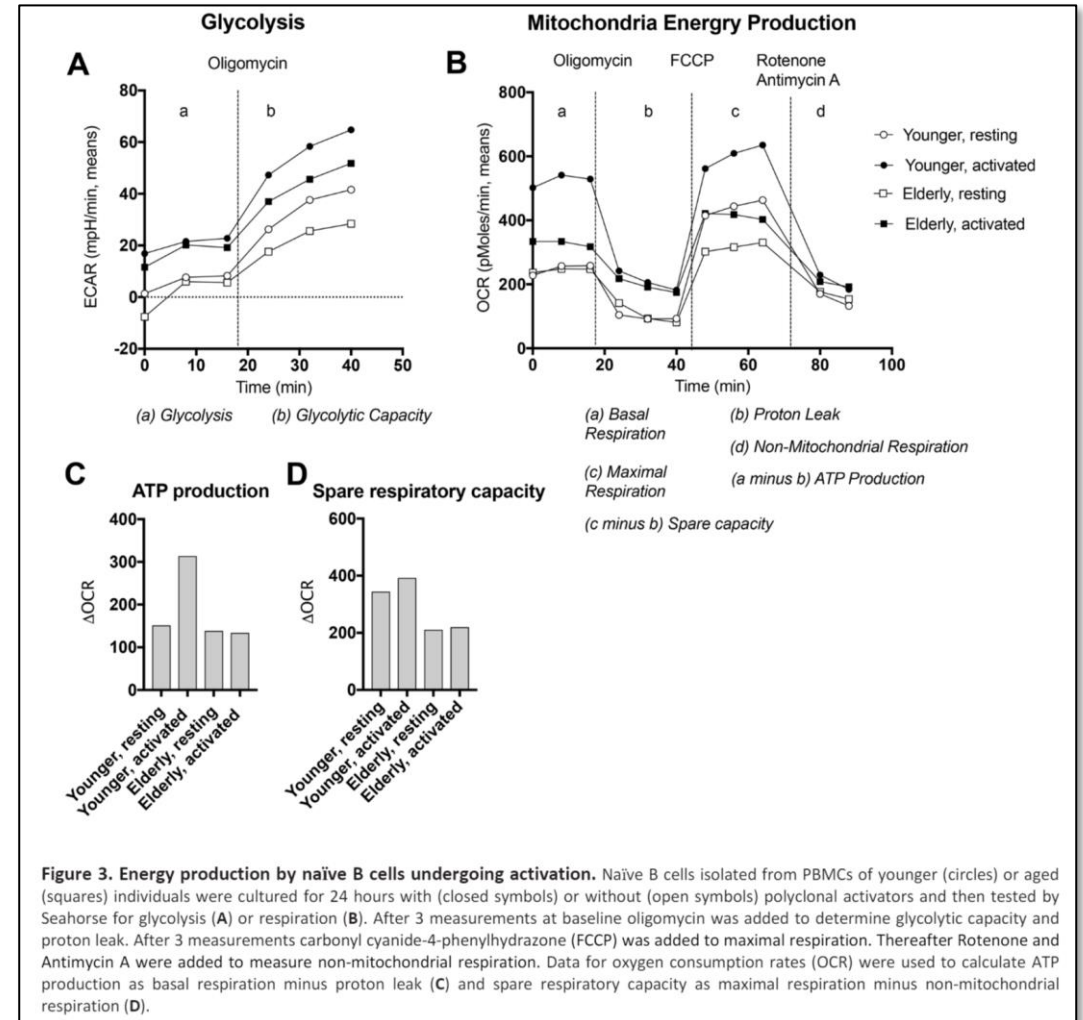 Glycolysis
Mitochondria Energry Production
A
Oligomycin
a
b
80
60
40
20
0
-20
ECAR (mpH/min, means)
0 10 20 30 40 50
Time (min)
(a) Glycolysis (b) Glycolytic Capacity
B
Oligomycin FCCP Rotenone
Antimycin A
a b c d
800
600
400
200
0
OCR (pMoles/min, means)
0 20 40 60 80 100
Time (min)
Younger, resting
Younger, activated
Elderly, resting
Elderly, activated
(a) Basal
Respiration
(b) Proton Leak
(d) Non-Mitochondrial Respiration
(c) Maximal
Respiration
(a minus b) ATP Production
(c minus b) Spare capacity
C
ATP production
400
300
200
100
0
ΔOCR
Younger, resting
Younger, activated
Elderly, resting
Elderly, activated
D
Spare respiratory capacity
600
400
200
0
ΔOCR
Younger, resting
Younger, activated
Elderly, resting
Elderly, activated
Figure 3. Energy production by naïve B cells undergoing activation. Naïve B cells isolated from PBMCs of younger (circles) or aged
(squares) individuals were cultured for 24 hours with (closed symbols) or without (open symbols) polyclonal activators and then tested by
Seahorse for glycolysis (A) or respiration (B). After 3 measurements at baseline oligomycin was added to determine glycolytic capacity and
proton leak. After 3 measurements carbonyl cyanide-4-phenylhydrazone (FCCP) was added to maximal respiration. Thereafter Rotenone and
Antimycin A were added to measure non-mitochondrial respiration. Data for oxygen consumption rates (OCR) were used to calculate ATP
production as basal respiration minus proton leak (C) and spare respiratory capacity as maximal respiration minus non-mitochondrial
respiration (D).